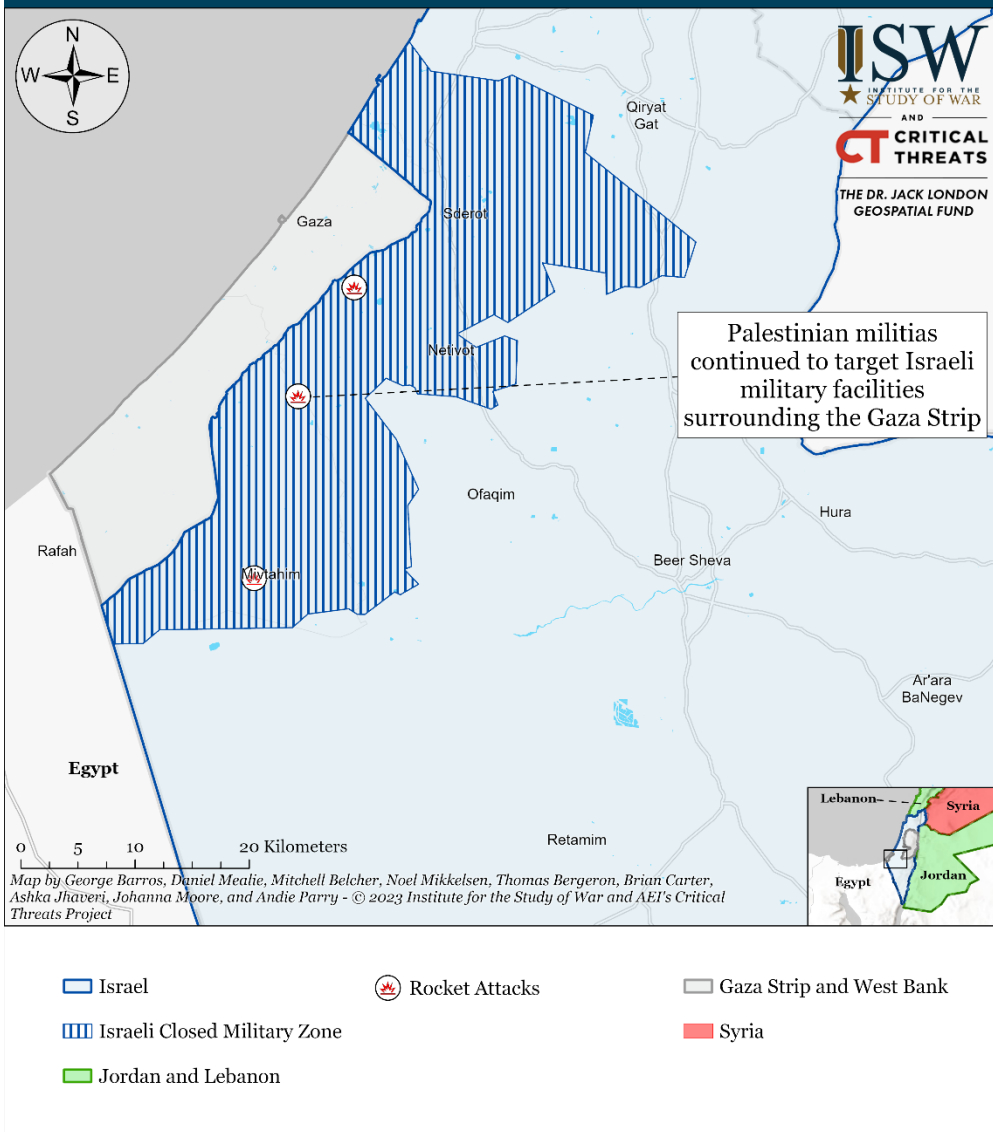 N
W
E
S
ISW
INSTITUTE FOR THE
STUDY OF WAR
AND
CT CRITICAL
THREATS
THE DR. JACK LONDON
GEOSPATIAL FUND
Qiryat
Gat
Sderot
Gaza
Netivot
Palestinian militias
continued to target Israeli
military facilities
surrounding the Gaza Strip
Ofaqim
Hura
Rafah
Beer Sheva
Mivtahim
Ar'ara
BaNegev
Egypt
Retamim
0 5 10 20 Kilometers
Lebanon
Syria
Egypt
Jordan
Map by George Barros, Daniel Mealie, Mitchell Belcher, Noel Mikkelsen, Thomas Bergeron, Brian Carter,
Ashka Jhaveri, Johanna Moore, and Andie Parry - © 2023 Institute for the Study of War and AEI's Critical
Threats Project
Israel
Rocket Attacks
Gaza Strip and West Bank
Israeli Closed Military Zone
Syria
Jordan and Lebanon